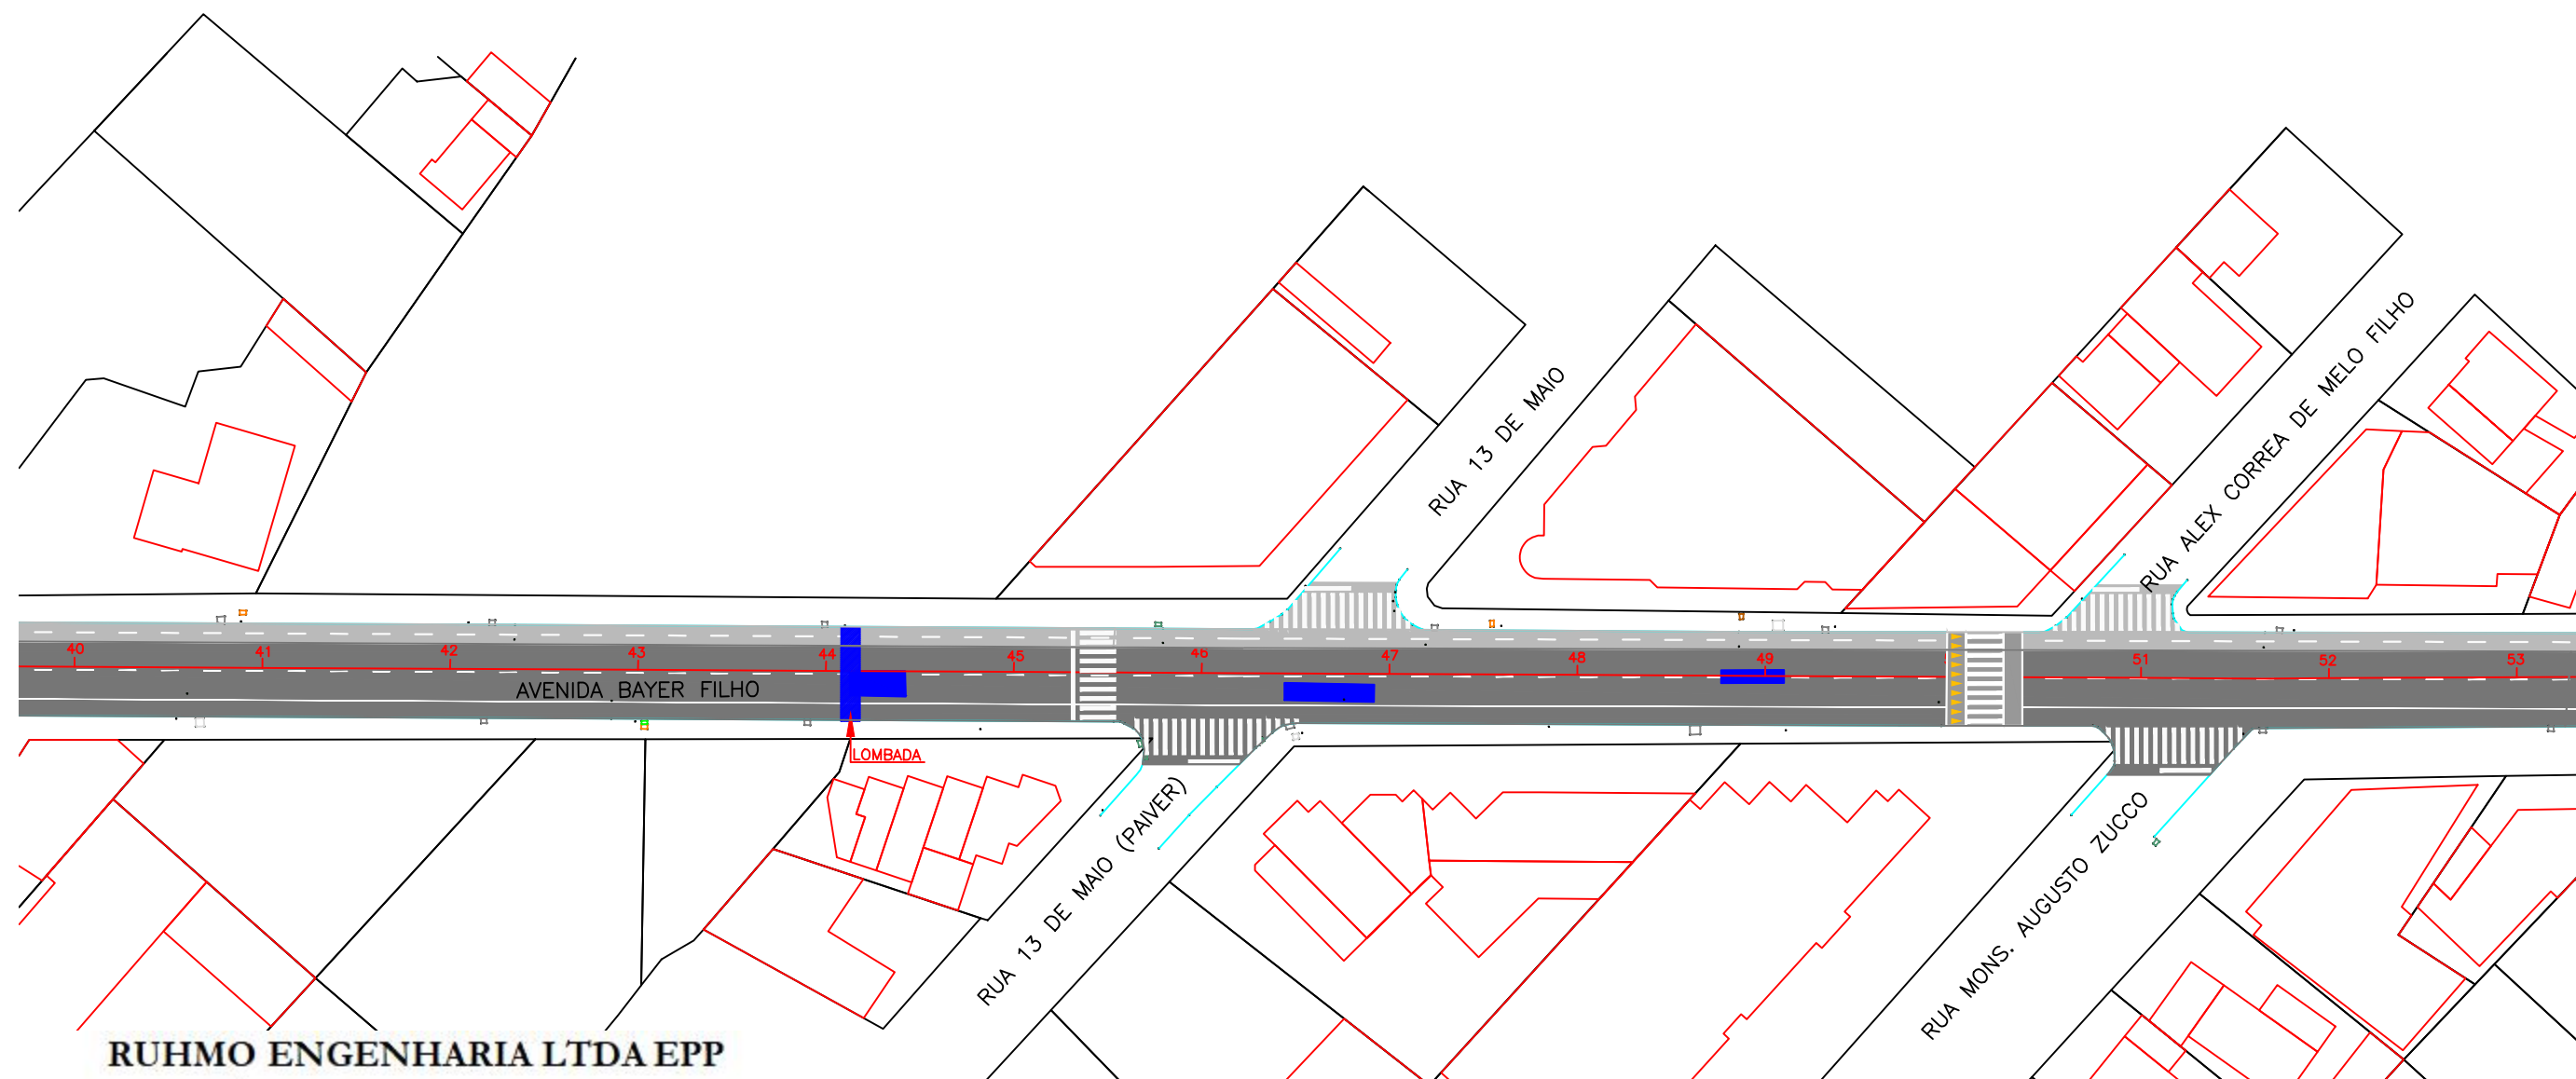 RUA 13 DE MAIO
RUA ALEX CORREA DE MELO FILHO
40 41 42 43 44 45 46 47 48 49 51 52 53
AVENIDA BAYER FILHO
LOMBADA
RUA 13 DE MAIO (PAIVER)
RUA MONS. AUGUSTO ZUCCO
RUHMO ENGENHARIA LTDA EPP